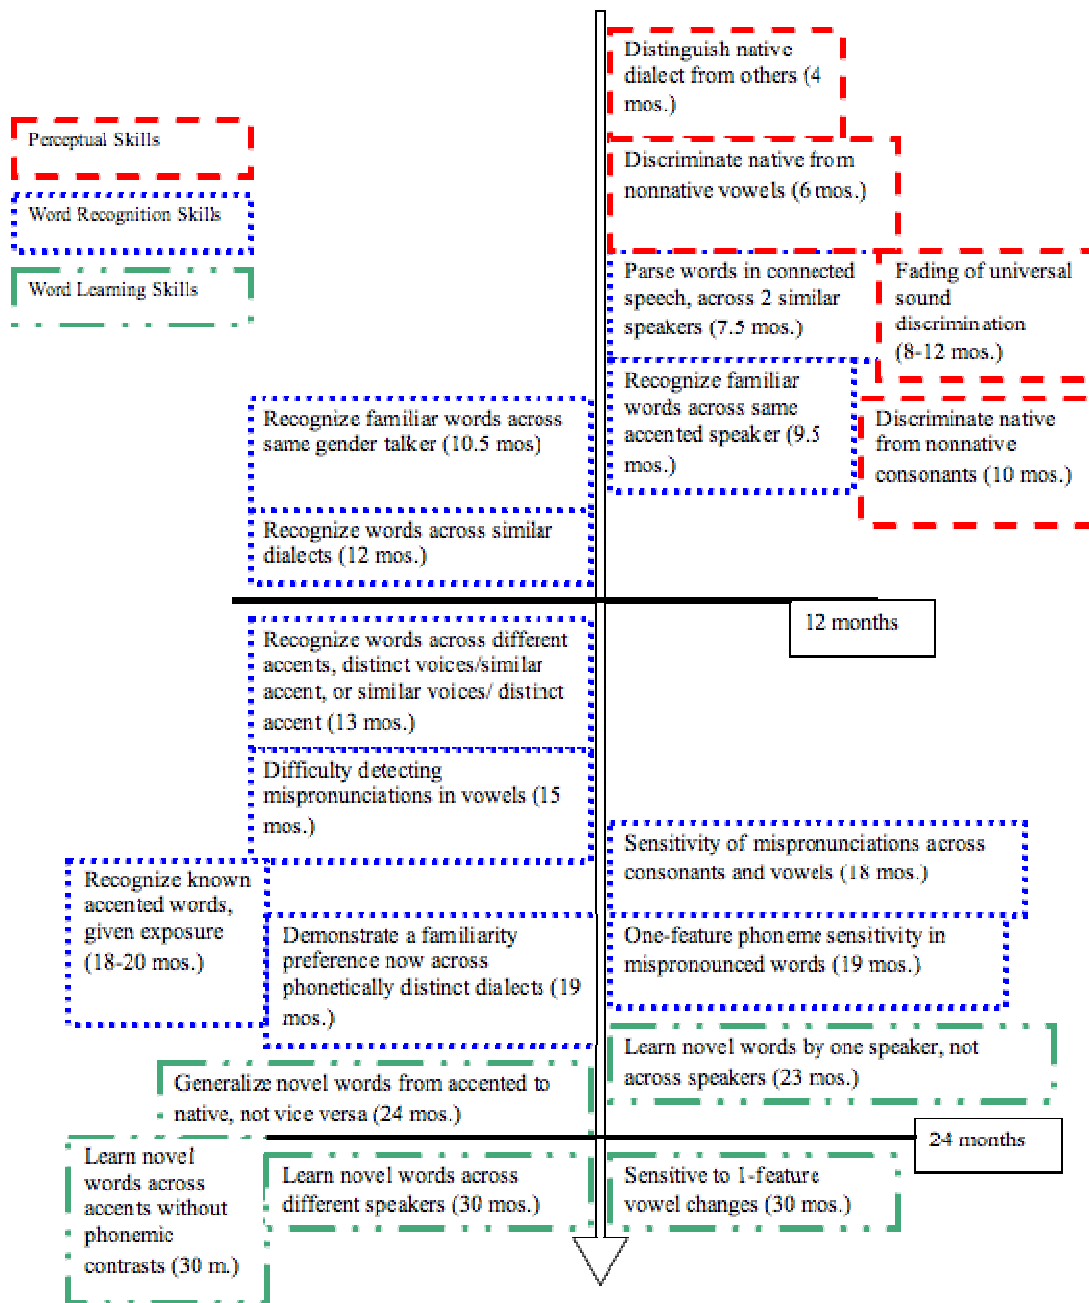 Distinguish native
dialect from others (4
mos.)
Perceptual Skills
Word Recognition Skills
Word Learning Skills
Discriminate native from
nonnative vowels (6 mos.)
Parse words in connected
speech, across 2 similar
speakers (7.5 mos.)
Fading of universal
sound
discrimination
(8-12 mos.)
Recognize familiar
words across same
accented speaker (9.5
mos.)
Discriminate native
from nonnative
consonants (10 mos.)
Recognize familiar words across
same gender talker (10.5 mos)
Recognize words across similar
dialects (12 mos.)
12 months
Recognize words across different
accents, distinct voices/similar
accent, or similar voices/ distinct
accent (13 mos.)
Difficulty detecting
mispronunciations in vowels (15
mos.)
Sensitivity of mispronunciations across
consonants and vowels (18 mos.)
Recognize known
accented words,
given exposure
(18-20 mos.)
Demonstrate a familiarity
preference now across
phonetically distinct dialects (19
mos.)
One-feature phoneme sensitivity in
mispronounced words (19 mos.)
Learn novel words by one speaker, not
across speakers (23 mos.)
Generalize novel words from accented to
native, not vice versa (24 mos.)
24 months
Learn novel
words across
accents without
phonemic
contrasts (30 m.)
Learn novel words across
different speakers (30 mos.)
Sensitive to 1-feature
vowel changes (30 mos.)